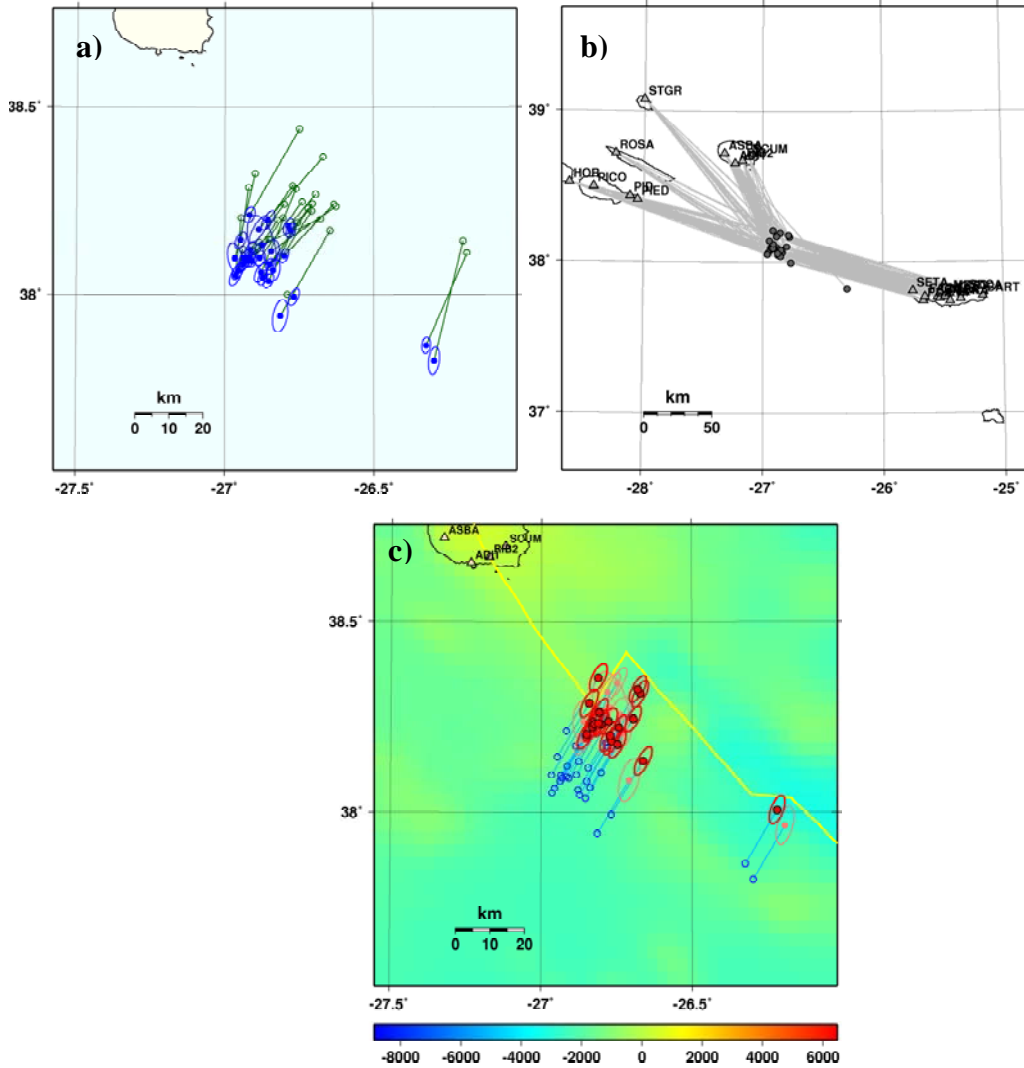 a)
38.5˚
38˚
km
0 10 20
-27.5˚ -27˚ -26.5˚
b)
39˚
38˚
37˚
STGR
ROSA
HOR
PICO
PID
PIED
ASBA
SCUM
SETA
ART
km
0 50
-28˚ -27˚ -26˚ -25˚
c)
ASBA
SCUM
RIB2
ADH
38.5˚
38˚
km
0 10 20
-27.5˚ -27˚ -26.5˚
-8000 -6000 -4000 -2000 0 2000 4000 6000